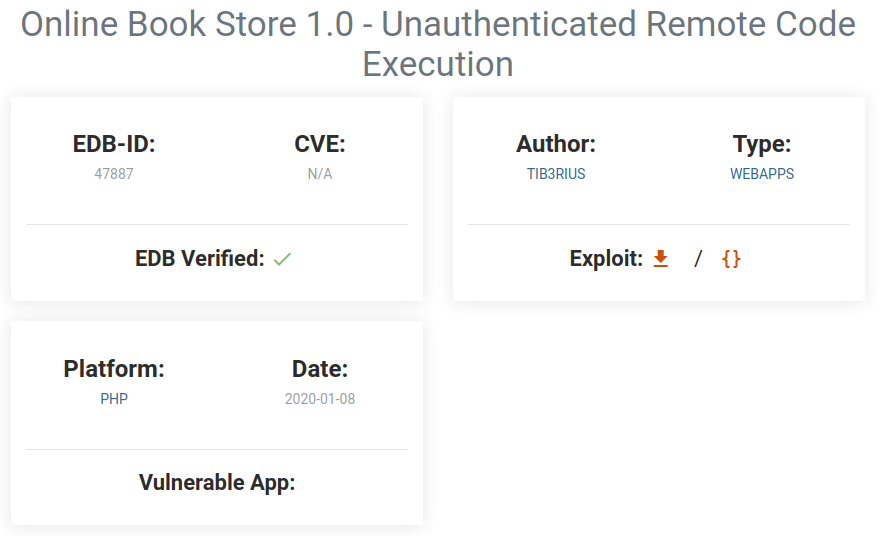 Online Book Store 1.0 - Unauthenticated Remote Code
Execution
EDB-ID:
47887
CVE:
N/A
EDB Verified:
Author:
TIB3RIUS
Type:
WEBAPPS
Exploit: / {}
Platform:
PHP
Date:
2020-01-08
Vulnerable App: